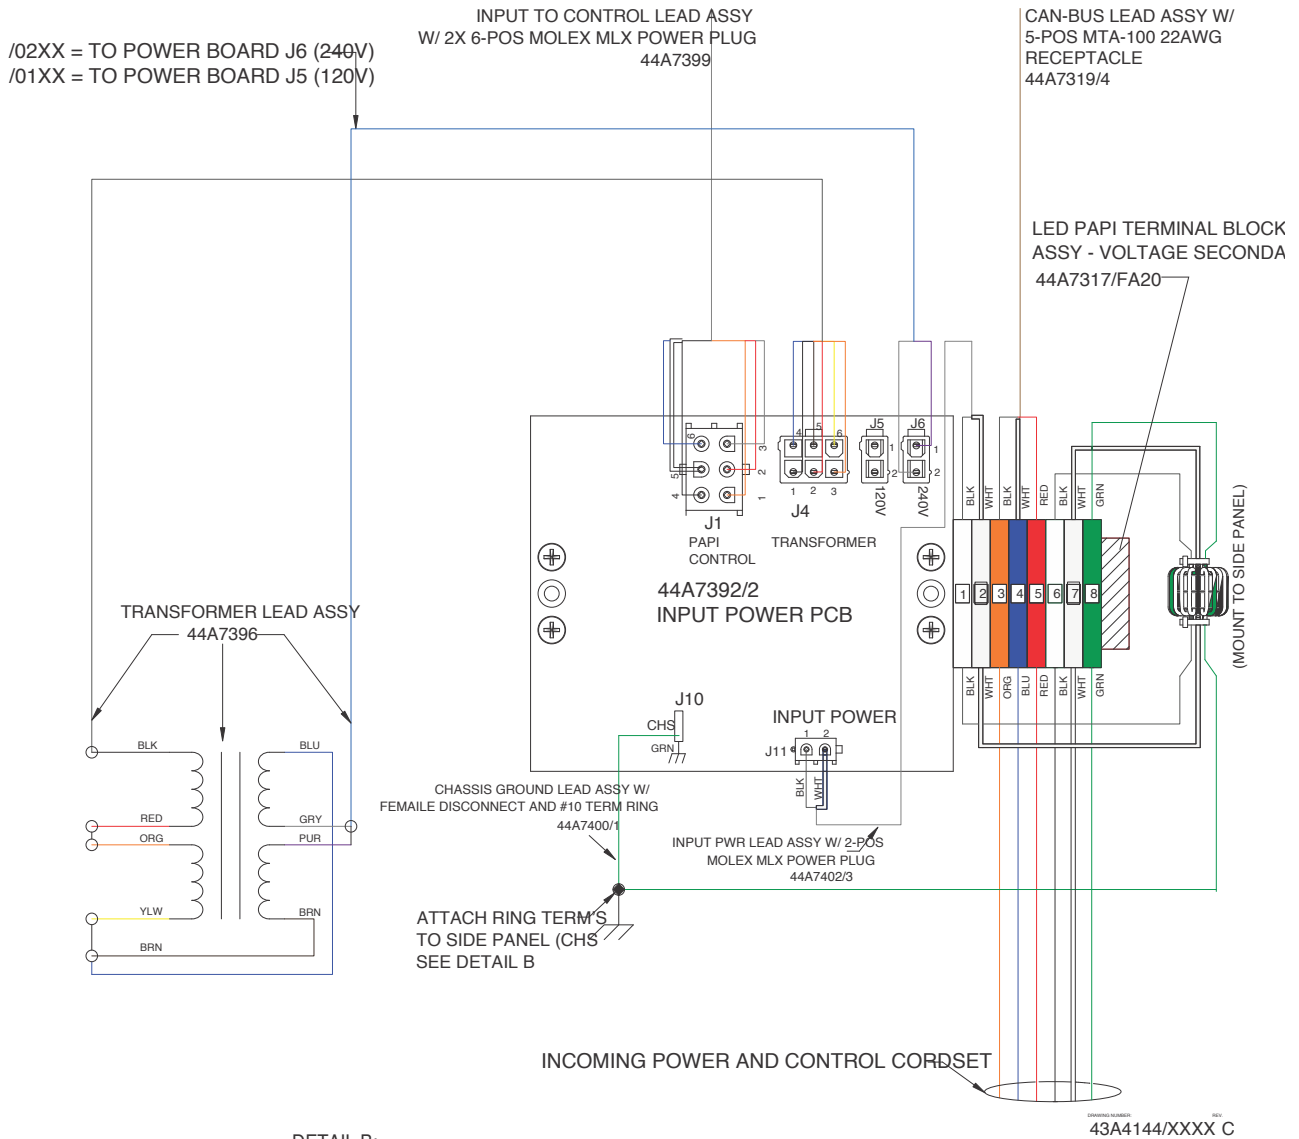 INPUT TO CONTROL LEAD ASSY
W/ 2X 6-POS MOLEX MLX POWER PLUG
44A7399
CAN-BUS LEAD ASSY W/
5-POS MTA-100 22AWG
RECEPTACLE
44A7319/4
/02XX = TO POWER BOARD J6 (240V)
/01XX = TO POWER BOARD J5 (120V)
LED PAPI TERMINAL BLOCK
ASSY - VOLTAGE SECONDA
44A7317/FA20
6
5
4
3
2
1
J1
PAPI
CONTROL
4
5
6
1
2
3
J4
TRANSFORMER
J5
1
2
120V
J6
1
2
240V
BLK
WHT
BLK
WHT
RED
BLK
WHT
GRN
1
2
3
4
5
6
7
8
BLK
WHT
ORG
BLU
RED
BLK
WHT
GRN
(MOUNT TO SIDE PANEL)
44A7392/2
INPUT POWER PCB
TRANSFORMER LEAD ASSY
44A7396
J10
CHS
GRN
INPUT POWER
1 2
J11
BLK
WHT
BLK
BLU
RED
GRY
ORG
PUR
YLW
BRN
BRN
CHASSIS GROUND LEAD ASSY W/
FEMAILE DISCONNECT AND #10 TERM RING
44A7400/1
INPUT PWR LEAD ASSY W/ 2-POS
MOLEX MLX POWER PLUG
44A7402/3
ATTACH RING TERM'S
TO SIDE PANEL (CHS
SEE DETAIL B
INCOMING POWER AND CONTROL CORDSET
DRAWING NUMBER: REV.
43A4144/XXXX C
DETAIL B: